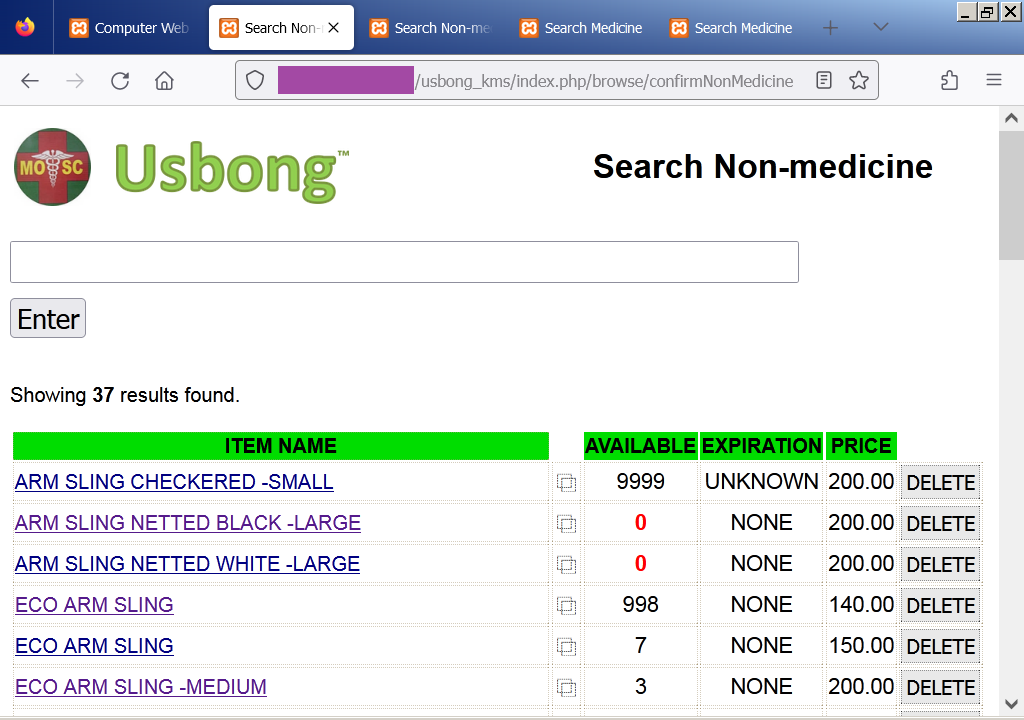 Computer Web
Search Non-
Search Non-me
Search Medicine
Search Medicine
/usbong_kms/index.php/browse/confirmNonMedicine
MO SC
Usbong™
Search Non-medicine
Enter
Showing 37 results found.
ITEM NAME AVAILABLE EXPIRATION PRICE
ARM SLING CHECKERED -SMALL 9999 UNKNOWN 200.00 DELETE
ARM SLING NETTED BLACK -LARGE 0 NONE 200.00 DELETE
ARM SLING NETTED WHITE -LARGE 0 NONE 200.00 DELETE
ECO ARM SLING 998 NONE 140.00 DELETE
ECO ARM SLING 7 NONE 150.00 DELETE
ECO ARM SLING -MEDIUM 3 NONE 200.00 DELETE